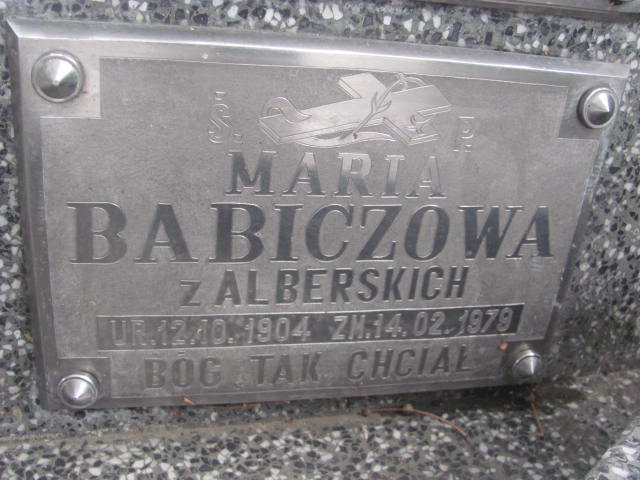 Ś. P.
MARIA
BABICZOWA
z ALBERSKICH
UR.12.10.1904 ZM.14.02.1979
BÓG TAK CHCIAŁ